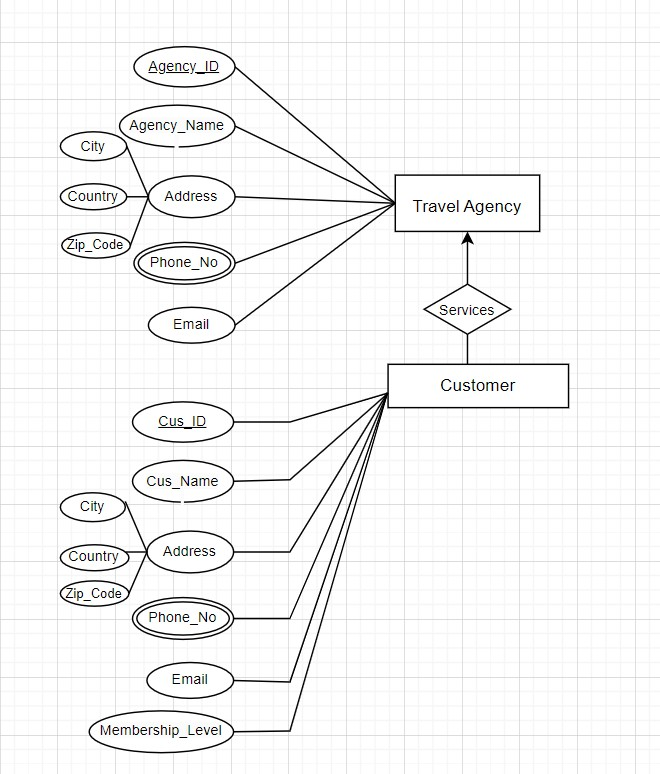 Agency_ID
Agency_Name
City
Address
Country
Zip_Code
Phone_No
Email
Travel Agency
Services
Customer
Cus_ID
Cus_Name
City
Address
Country
Zip_Code
Phone_No
Email
Membership_Level